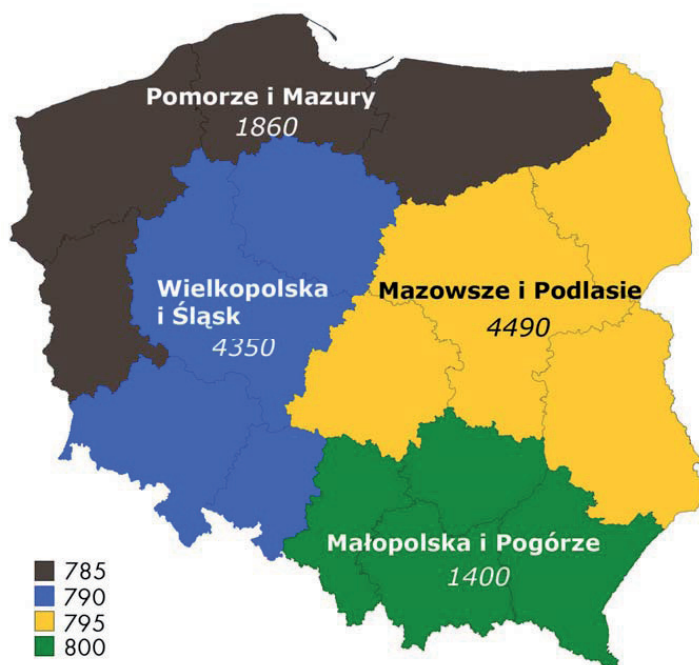 Pomorze i Mazury
1860
Wielkopolska
i Śląsk
4350
Mazowsze i Podlasie
4490
Małopolska i Pogórze
1400
785
790
795
800